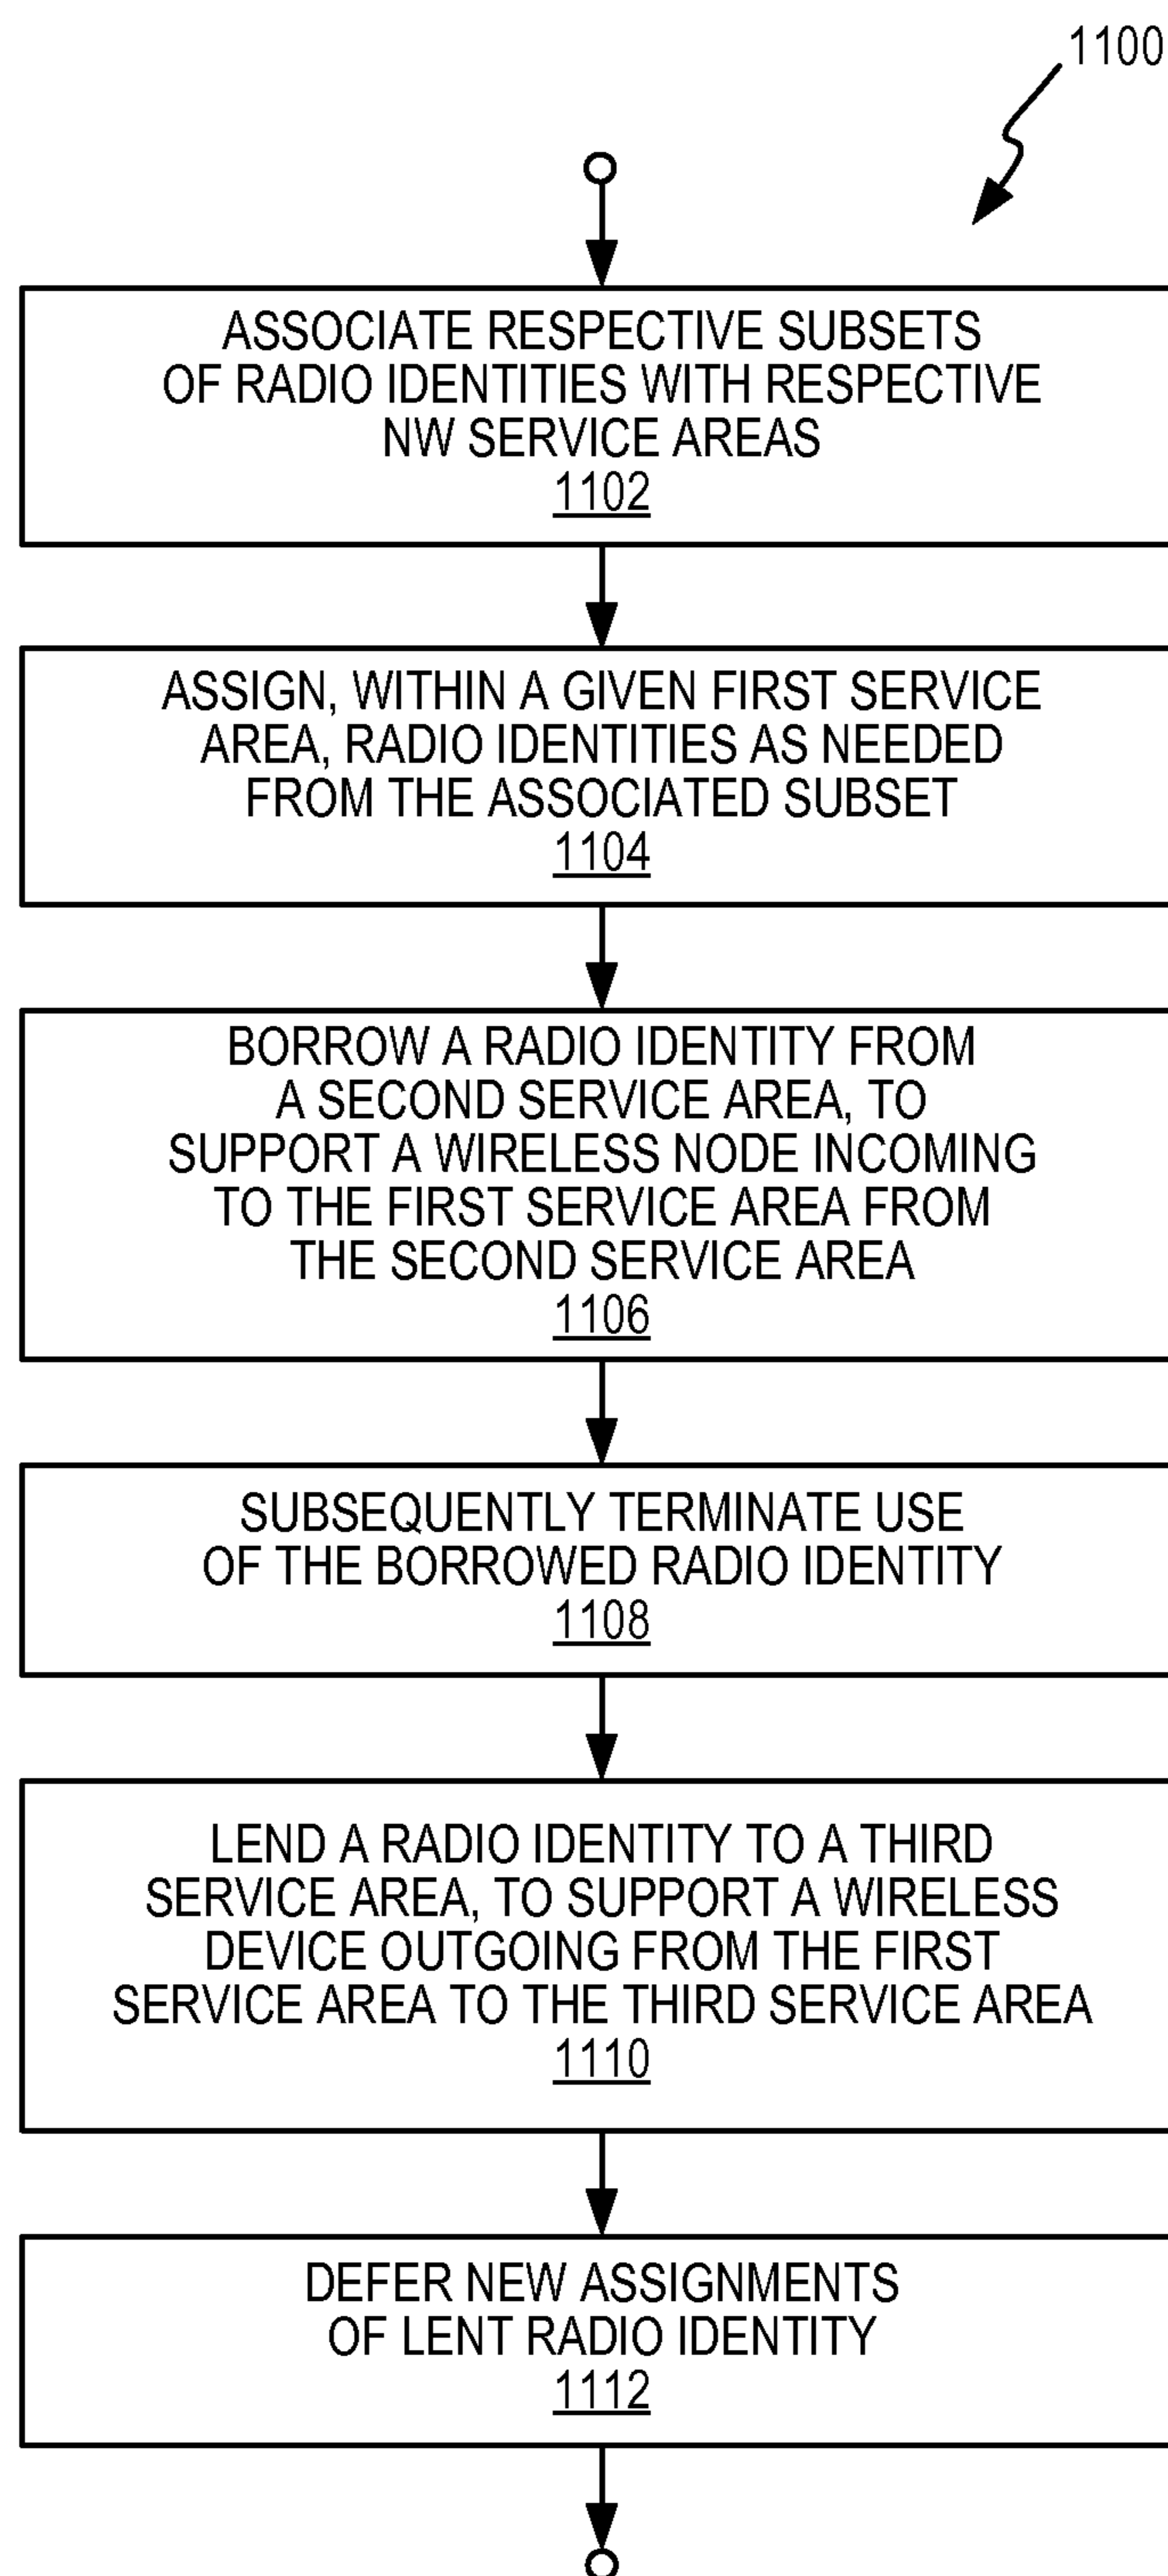 1100
ASSOCIATE RESPECTIVE SUBSETS
OF RADIO IDENTITIES WITH RESPECTIVE
NW SERVICE AREAS
1102
ASSIGN, WITHIN A GIVEN FIRST SERVICE
AREA, RADIO IDENTITIES AS NEEDED
FROM THE ASSOCIATED SUBSET
1104
BORROW A RADIO IDENTITY FROM
A SECOND SERVICE AREA, TO
SUPPORT A WIRELESS NODE INCOMING
TO THE FIRST SERVICE AREA FROM
THE SECOND SERVICE AREA
1106
SUBSEQUENTLY TERMINATE USE
OF THE BORROWED RADIO IDENTITY
1108
LEND A RADIO IDENTITY TO A THIRD
SERVICE AREA, TO SUPPORT A WIRELESS
DEVICE OUTGOING FROM THE FIRST
SERVICE AREA TO THE THIRD SERVICE AREA
1110
DEFER NEW ASSIGNMENTS
OF LENT RADIO IDENTITY
1112